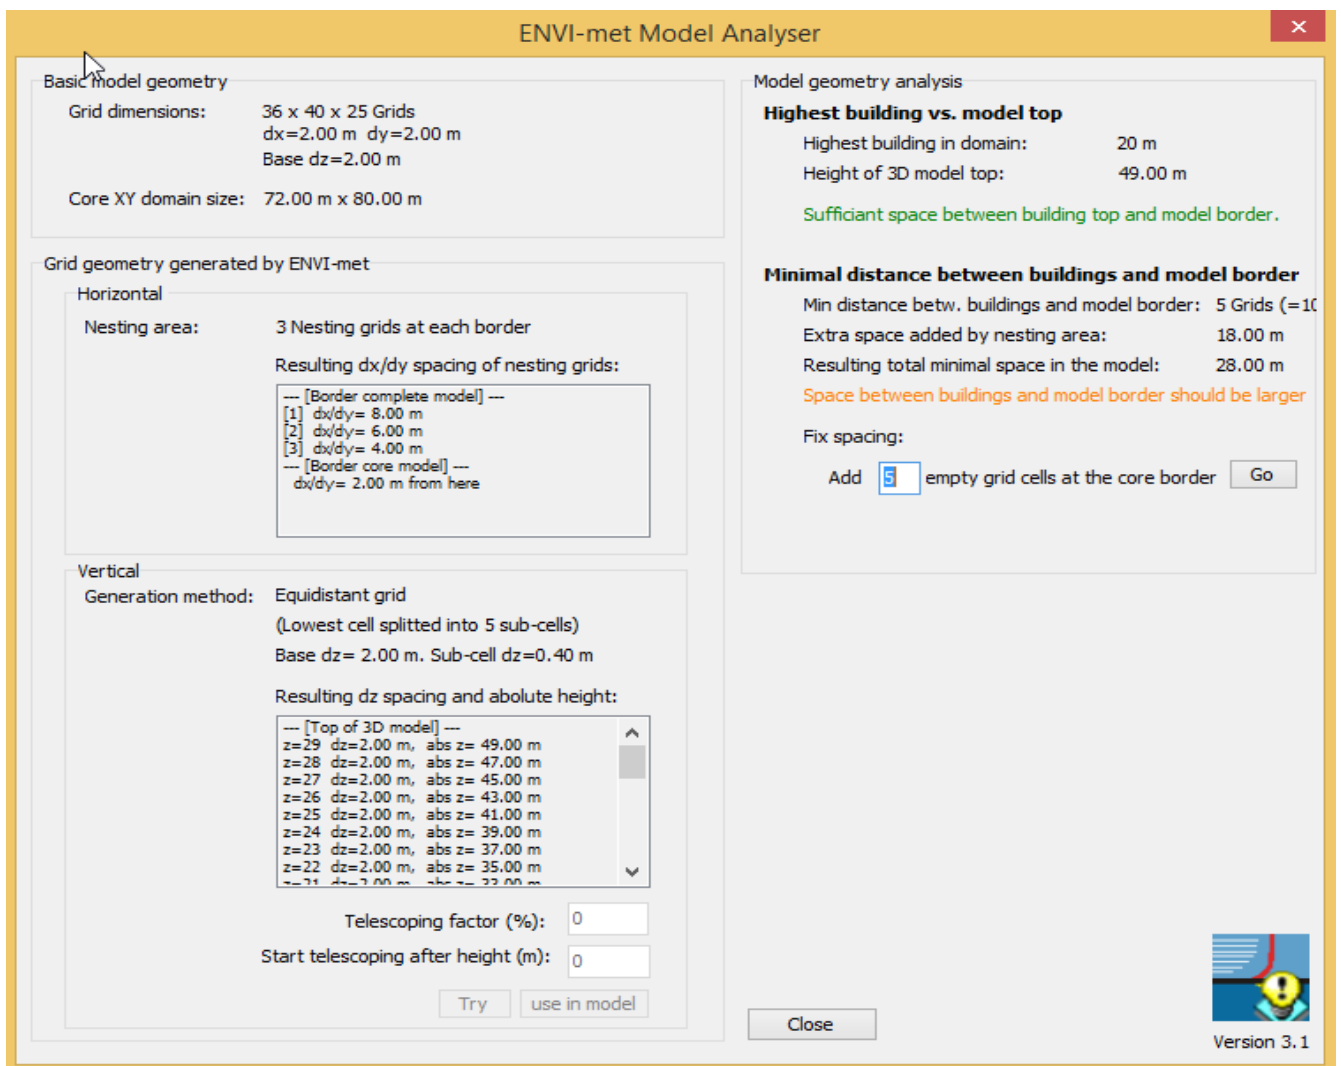 ENVI-met Model Analyser
Basic model geometry
Grid dimensions: 36 x 40 x 25 Grids
dx=2.00 m dy=2.00 m
Base dz=2.00 m
Core XY domain size: 72.00 m x 80.00 m
Grid geometry generated by ENVI-met
Horizontal
Nesting area: 3 Nesting grids at each border
Resulting dx/dy spacing of nesting grids:
--- [Border complete model] ---
[1] dx/dy= 8.00 m
[2] dx/dy= 6.00 m
[3] dx/dy= 4.00 m
--- [Border core model] ---
dx/dy= 2.00 m from here
Vertical
Generation method: Equidistant grid
(Lowest cell splitted into 5 sub-cells)
Base dz= 2.00 m. Sub-cell dz=0.40 m
Resulting dz spacing and abolute height:
--- [Top of 3D model] ---
z=29 dz=2.00 m, abs z= 49.00 m
z=28 dz=2.00 m, abs z= 47.00 m
z=27 dz=2.00 m, abs z= 45.00 m
z=26 dz=2.00 m, abs z= 43.00 m
z=25 dz=2.00 m, abs z= 41.00 m
z=24 dz=2.00 m, abs z= 39.00 m
z=23 dz=2.00 m, abs z= 37.00 m
z=22 dz=2.00 m, abs z= 35.00 m
z=21 dz=2.00 m, abs z= 33.00 m
Telescoping factor (%): 0
Start telescoping after height (m): 0
Try use in model
Model geometry analysis
Highest building vs. model top
Highest building in domain: 20 m
Height of 3D model top: 49.00 m
Sufficiant space between building top and model border.
Minimal distance between buildings and model border
Min distance betw. buildings and model border: 5 Grids (=10
Extra space added by nesting area: 18.00 m
Resulting total minimal space in the model: 28.00 m
Space between buildings and model border should be larger
Fix spacing:
Add 5 empty grid cells at the core border Go
Close
Version 3.1